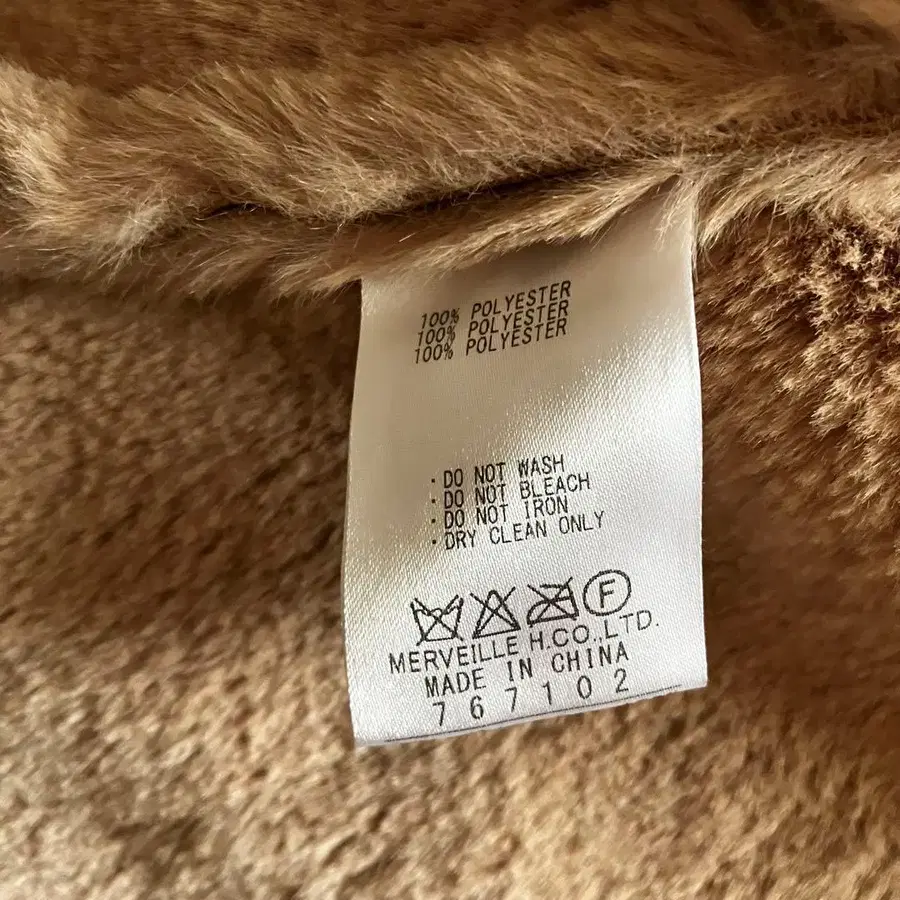 100% POLYESTER
100% POLYESTER
100% POLYESTER
・DO NOT WASH
・DO NOT BLEACH
・DO NOT IRON
・DRY CLEAN ONLY
F
MERVEILLE H.CO.,LTD.
MADE IN CHINA
767102